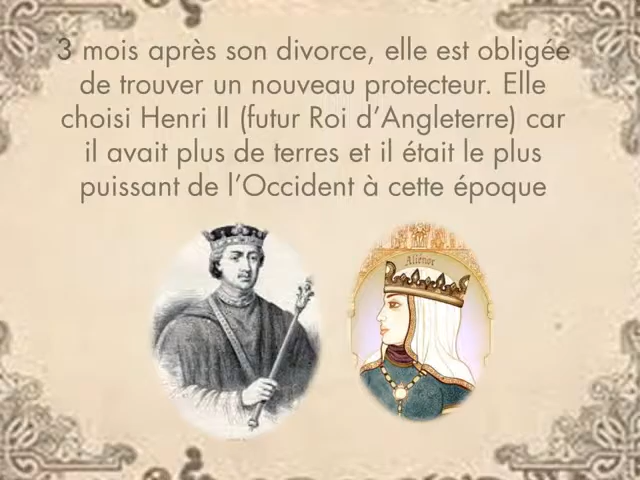 3 mois après son divorce, elle est obligée
de trouver un nouveau protecteur. Elle
choisi Henri II (futur Roi d’Angleterre) car
il avait plus de terres et il était le plus
puissant de l’Occident à cette époque
Aliénor